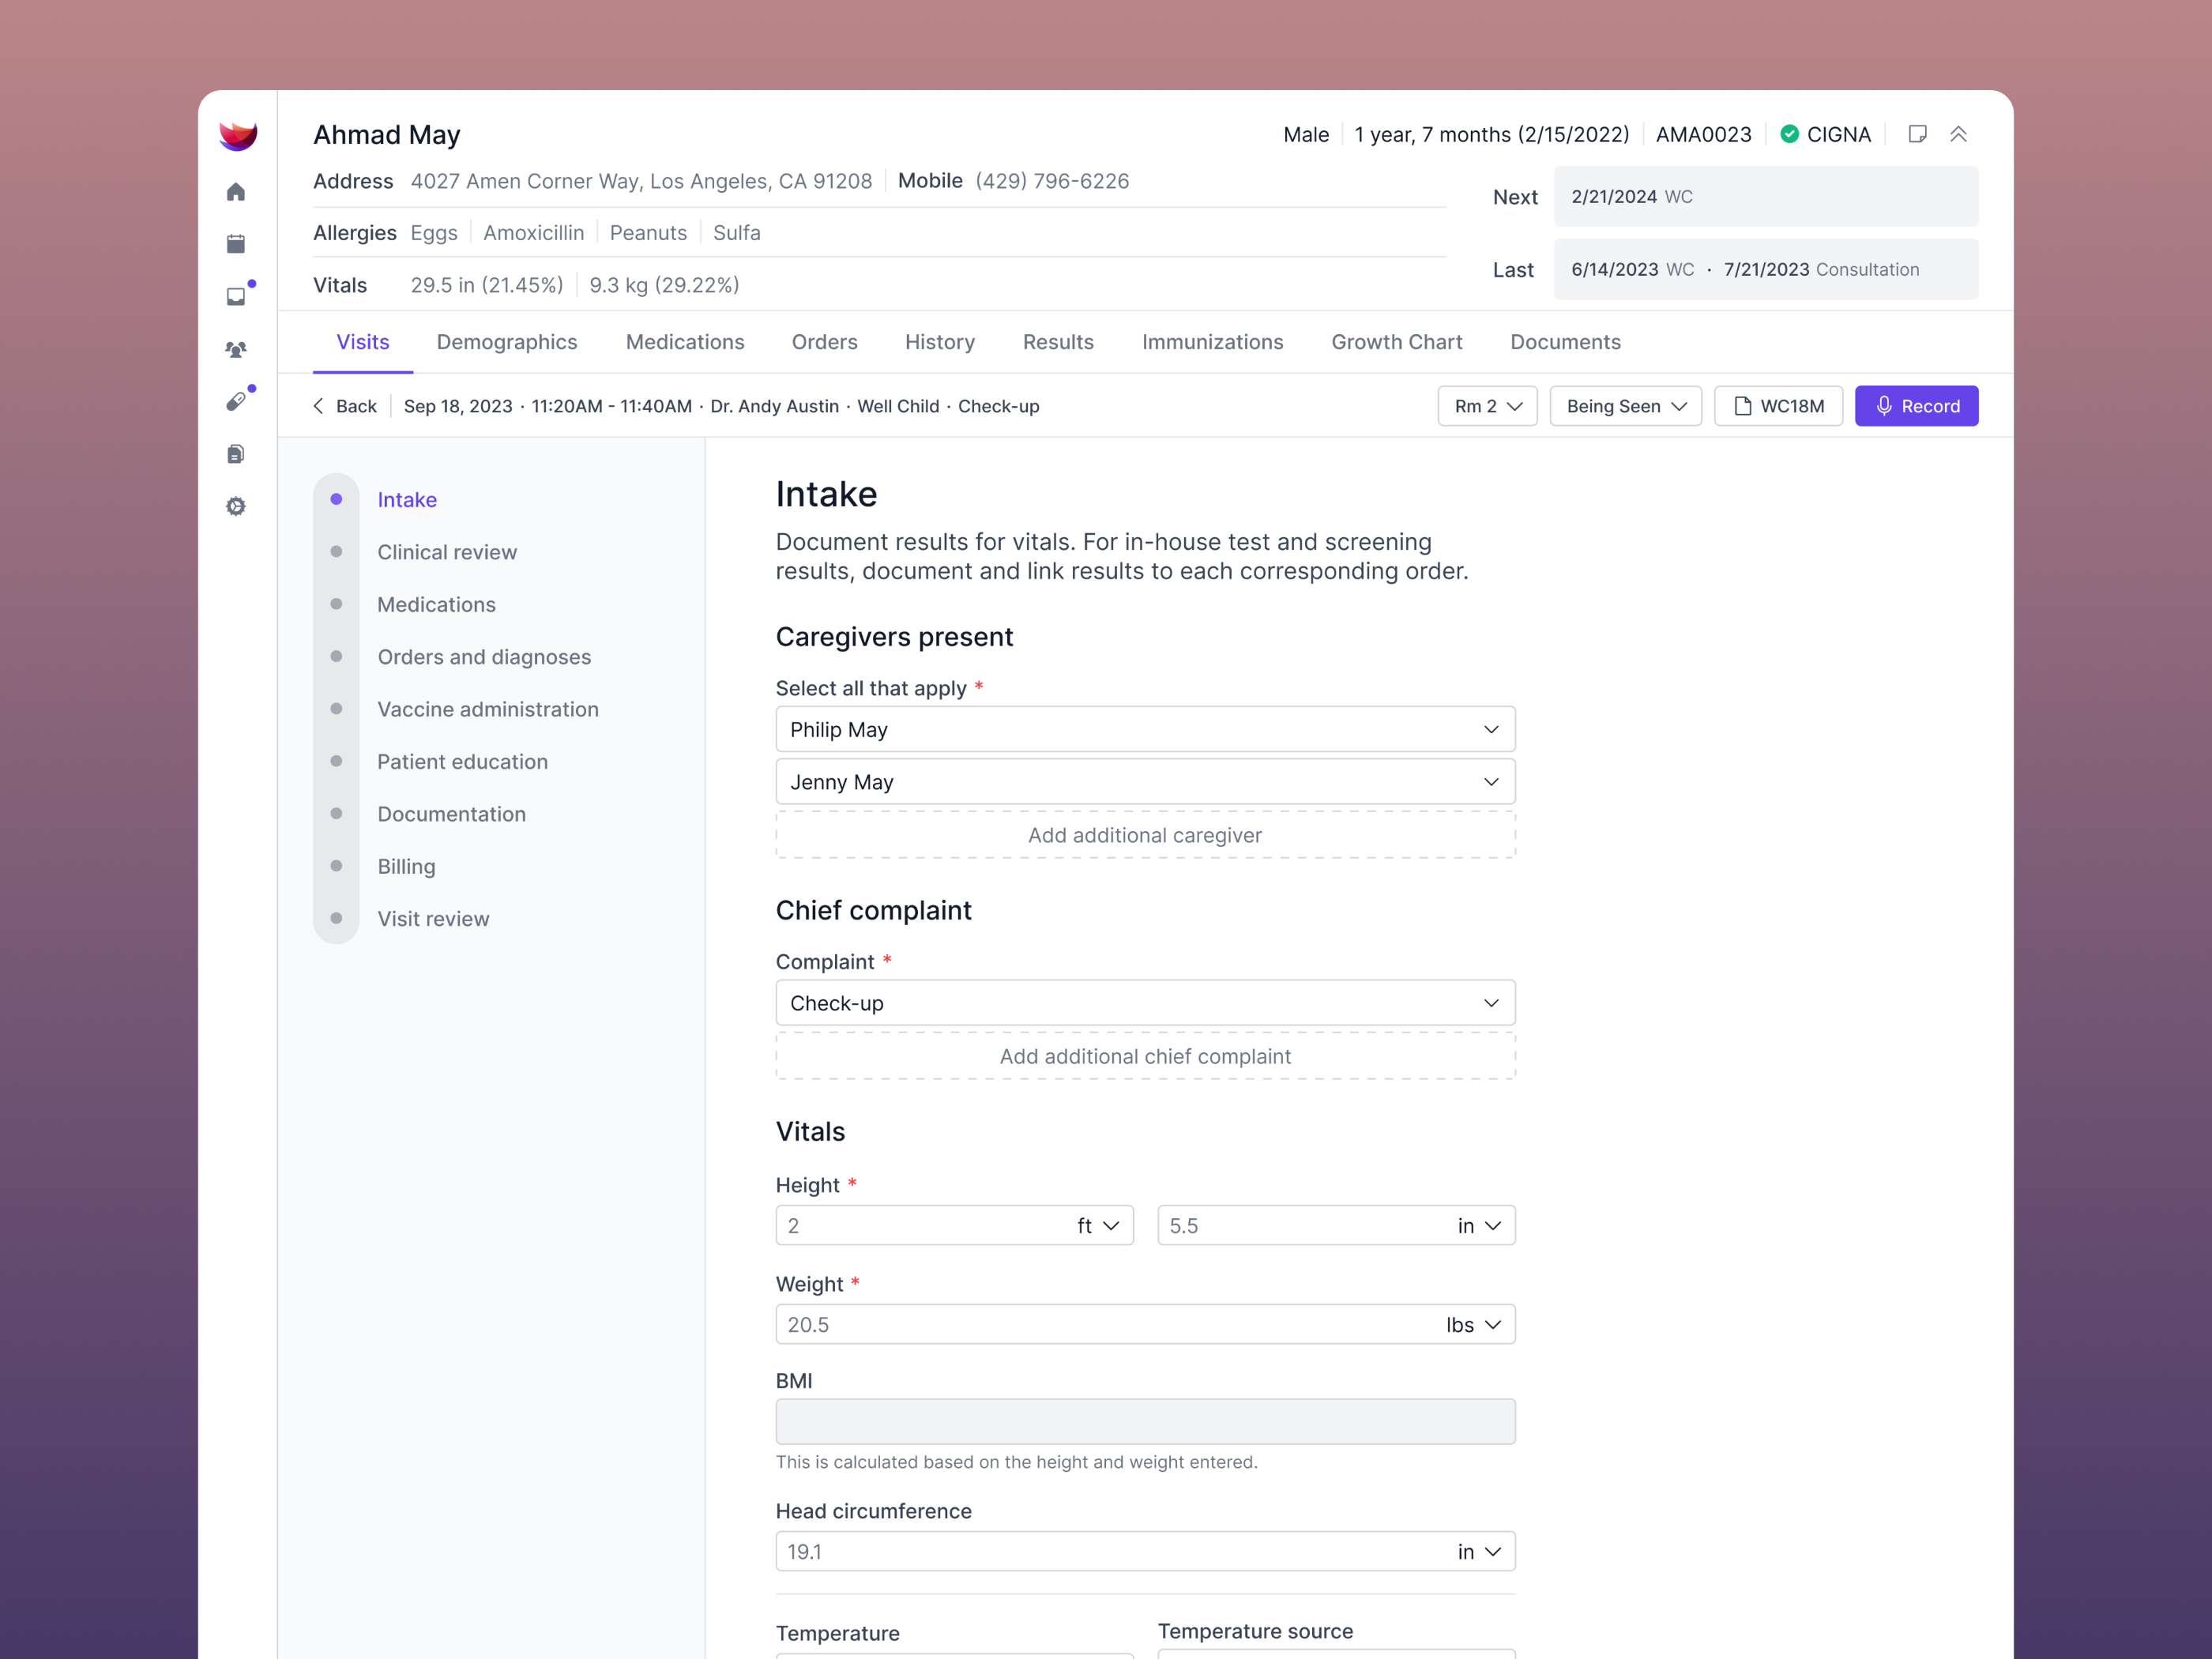 Ahmad May
Male 1 year, 7 months (2/15/2022) AMA0023 CIGNA
Address 4027 Amen Corner Way, Los Angeles, CA 91208 Mobile (429) 796-6226
Next 2/21/2024 WC
Allergies Eggs Amoxicillin Peanuts Sulfa
Last 6/14/2023 WC · 7/21/2023 Consultation
Vitals 29.5 in (21.45%) 9.3 kg (29.22%)
Visits Demographics Medications Orders History Results Immunizations Growth Chart Documents
Back Sep 18, 2023 · 11:20AM - 11:40AM · Dr. Andy Austin · Well Child · Check-up
Rm 2 Being Seen WC18M Record
Intake
Clinical review
Medications
Orders and diagnoses
Vaccine administration
Patient education
Documentation
Billing
Visit review
Intake
Document results for vitals. For in-house test and screening
results, document and link results to each corresponding order.
Caregivers present
Select all that apply *
Philip May
Jenny May
Add additional caregiver
Chief complaint
Complaint *
Check-up
Add additional chief complaint
Vitals
Height *
2 ft 5.5 in
Weight *
20.5 lbs
BMI
This is calculated based on the height and weight entered.
Head circumference
19.1 in
Temperature Temperature source